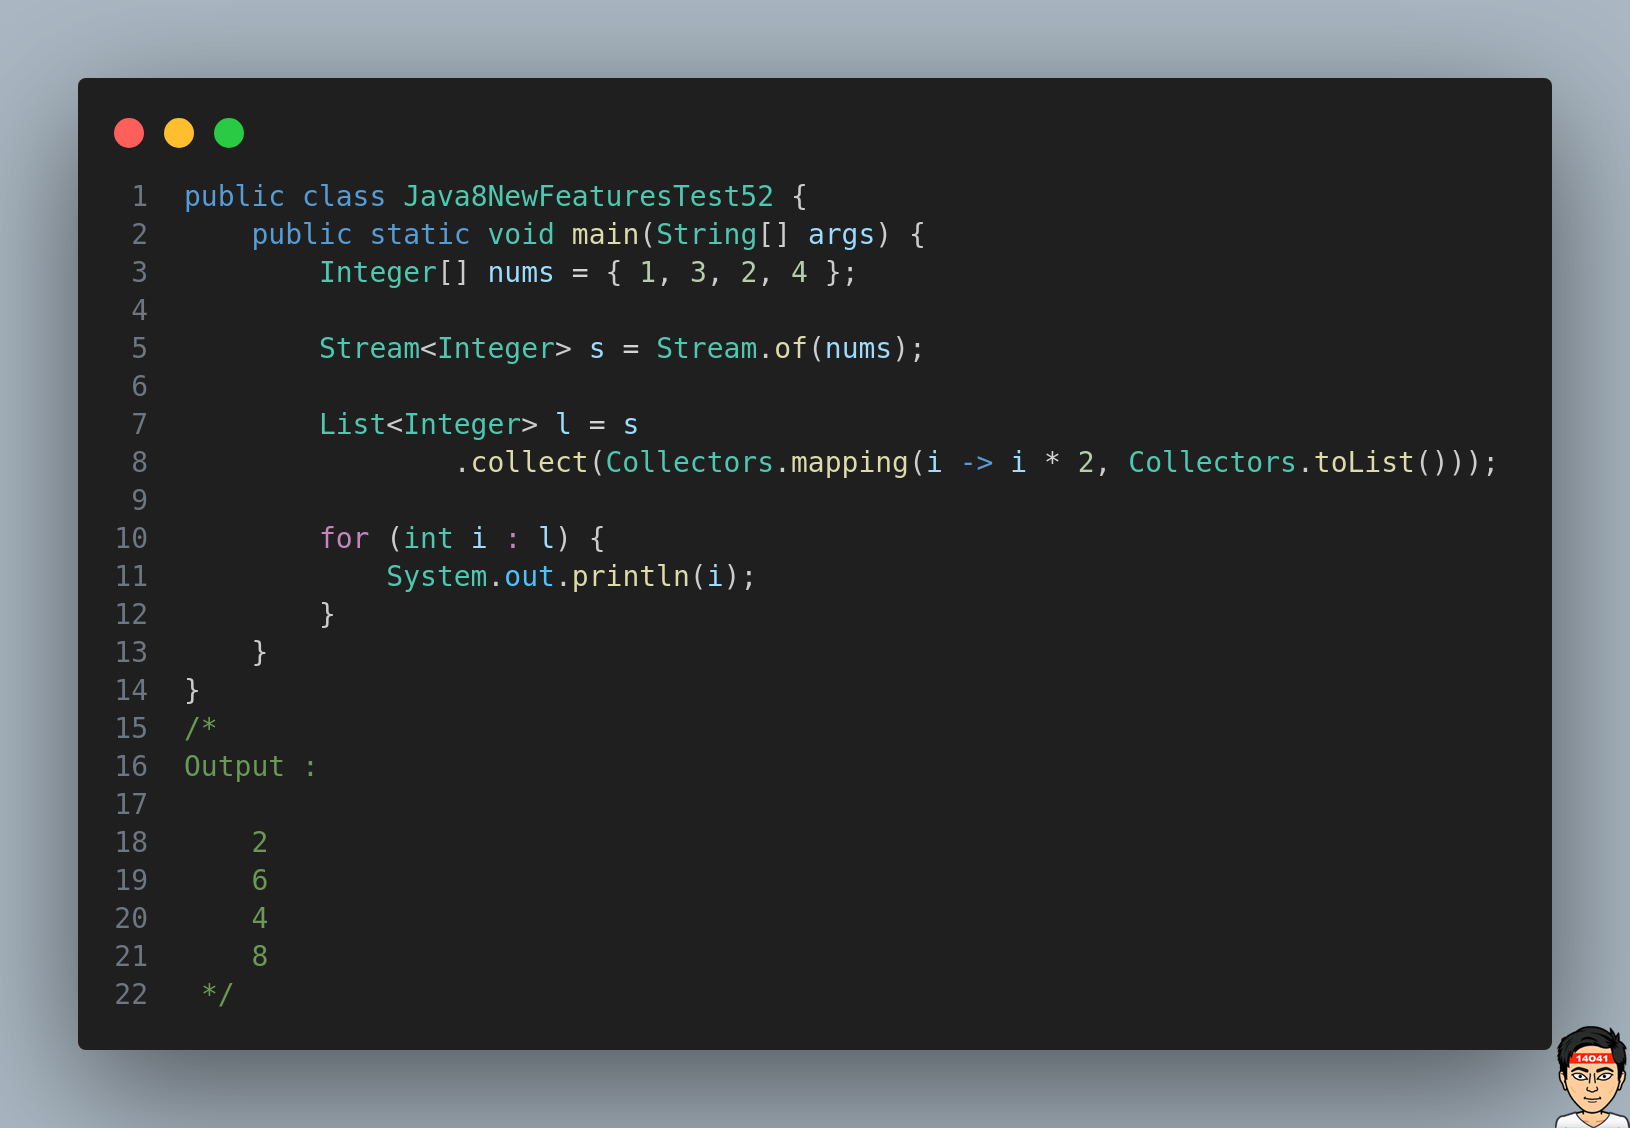 1 public class Java8NewFeaturesTest52 {
2     public static void main(String[] args) {
3         Integer[] nums = { 1, 3, 2, 4 };
4
5         Stream<Integer> s = Stream.of(nums);
6
7         List<Integer> l = s
8                 .collect(Collectors.mapping(i -> i * 2, Collectors.toList()));
9
10         for (int i : l) {
11             System.out.println(i);
12         }
13     }
14 }
15 /*
16 Output :
17
18     2
19     6
20     4
21     8
22  */
14041